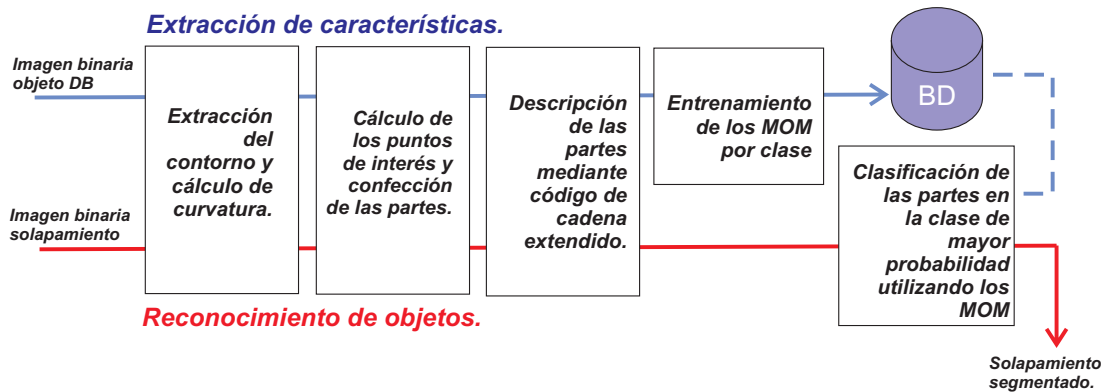 Extracción de características.
Imagen binaria
objeto DB
Extracción
del
contorno y
cálculo de
curvatura.
Cálculo de
los puntos
de interés y
confección
de las partes.
Descripción
de las
partes
mediante
código de
cadena
extendido.
Entrenamiento
de los MOM
por clase
BD
Imagen binaria
solapamiento
Clasificación de
las partes en
la clase de
mayor
probabilidad
utilizando los
MOM
Reconocimiento de objetos.
Solapamiento
segmentado.